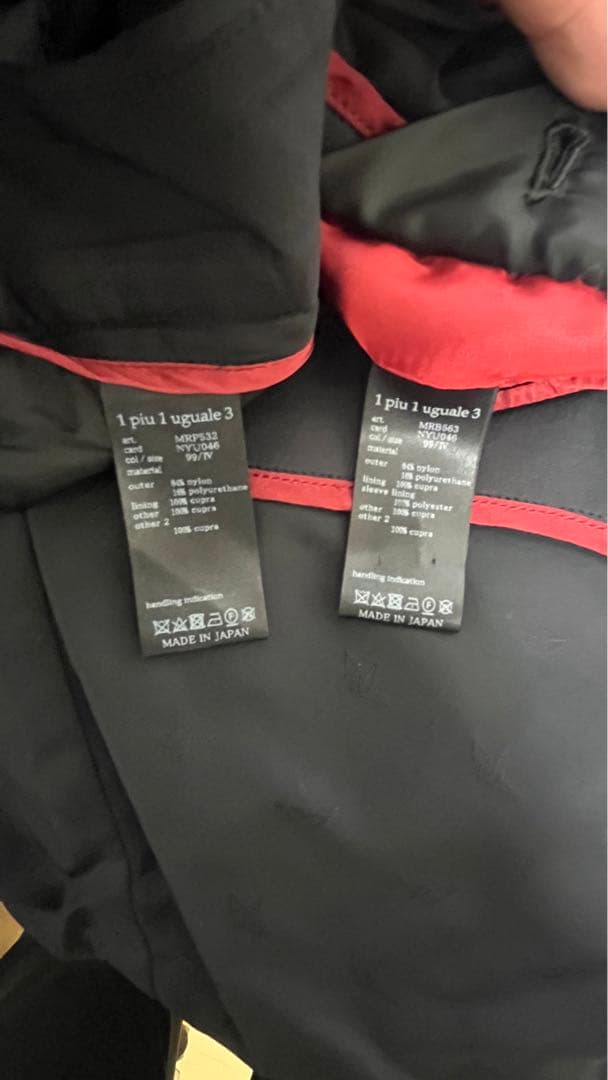 1 piu 1 uguale 3
art. MRP532
card NYU046
col / size 99/IV
material
outer 84% nylon
16% polyurethane
lining 100% cupra
other 100% cupra
other 2
100% cupra
handling indication
MADE IN JAPAN
1 piu 1 uguale 3
art. MRB563
card NYU046
col / size 99/IV
material
outer 84% nylon
16% polyurethane
lining 100% cupra
sleeve lining
100% polyester
other 100% cupra
other 2
100% cupra
handling indication
MADE IN JAPAN